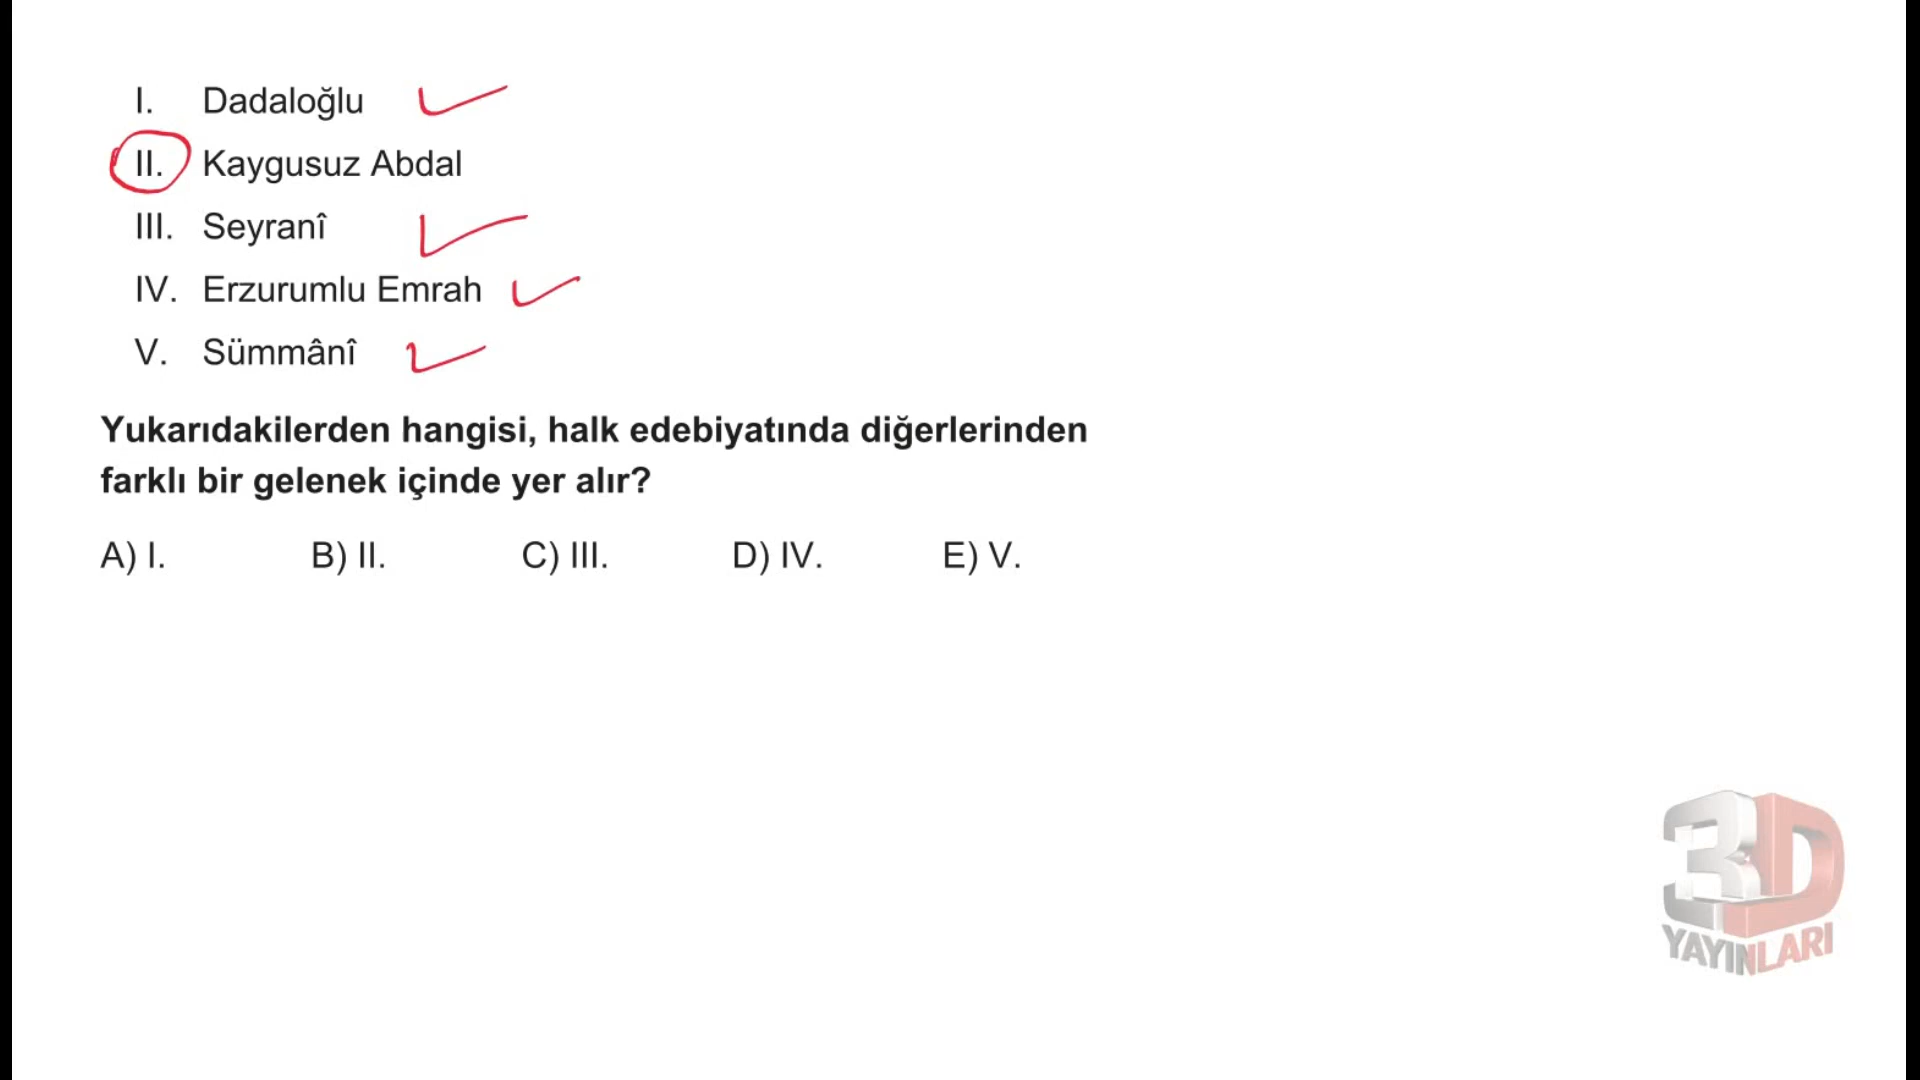 I. Dadaloğlu
II. Kaygusuz Abdal
III. Seyranî
IV. Erzurumlu Emrah
V. Sümmânî
Yukarıdakilerden hangisi, halk edebiyatında diğerlerinden
farklı bir gelenek içinde yer alır?
A) I. B) II. C) III. D) IV. E) V.
3D
YAYINLARI